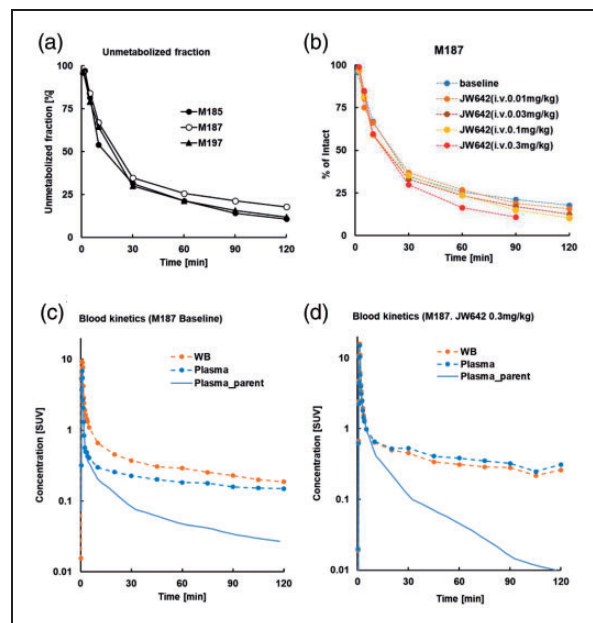 (a)
Unmetabolized fraction
Unmetabolized fraction [%]
100
75
50
25
0
M185
M187
M197
0 30 60 90 120
Time [min]
(b)
M187
% of Intact
100
75
50
25
0
baseline
JW642(i.v.0.01mg/kg)
JW642(i.v.0.03mg/kg)
JW642(i.v.0.1mg/kg)
JW642(i.v.0.3mg/kg)
0 30 60 90 120
Time [min]
(c)
Blood kinetics (M187 Baseline)
Concentration [SUV]
10
1
0.1
0.01
WB
Plasma
Plasma_parent
0 30 60 90 120
Time [min]
(d)
Blood kinetics (M187. JW642 0.3mg/kg)
Concentration [SUV]
10
1
0.1
0.01
WB
Plasma
Plasma_parent
0 30 60 90 120
Time [min]